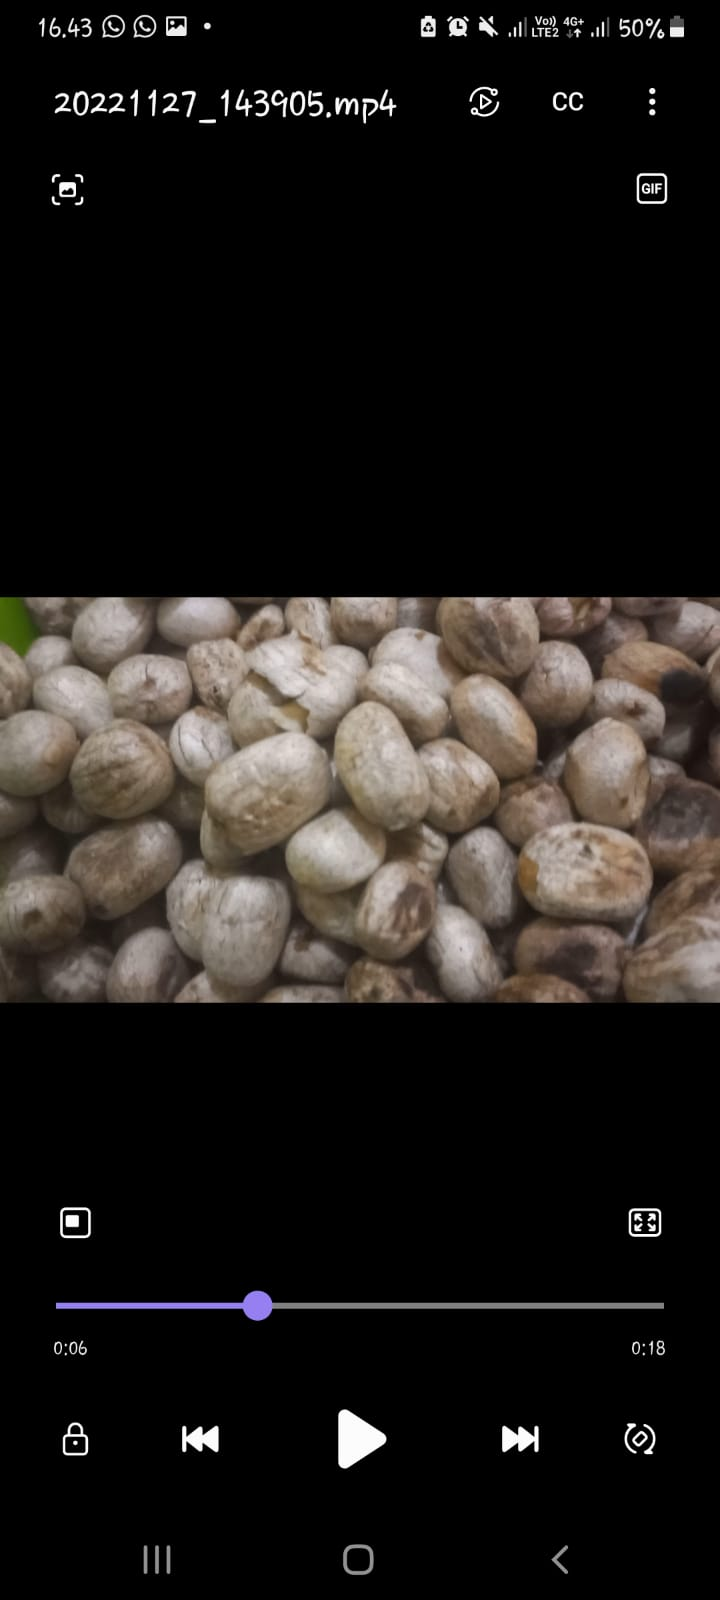 16.43 Vo)) LTE2 4G+ 50%
20221127_143905.mp4 CC
GIF
0:06 0:18